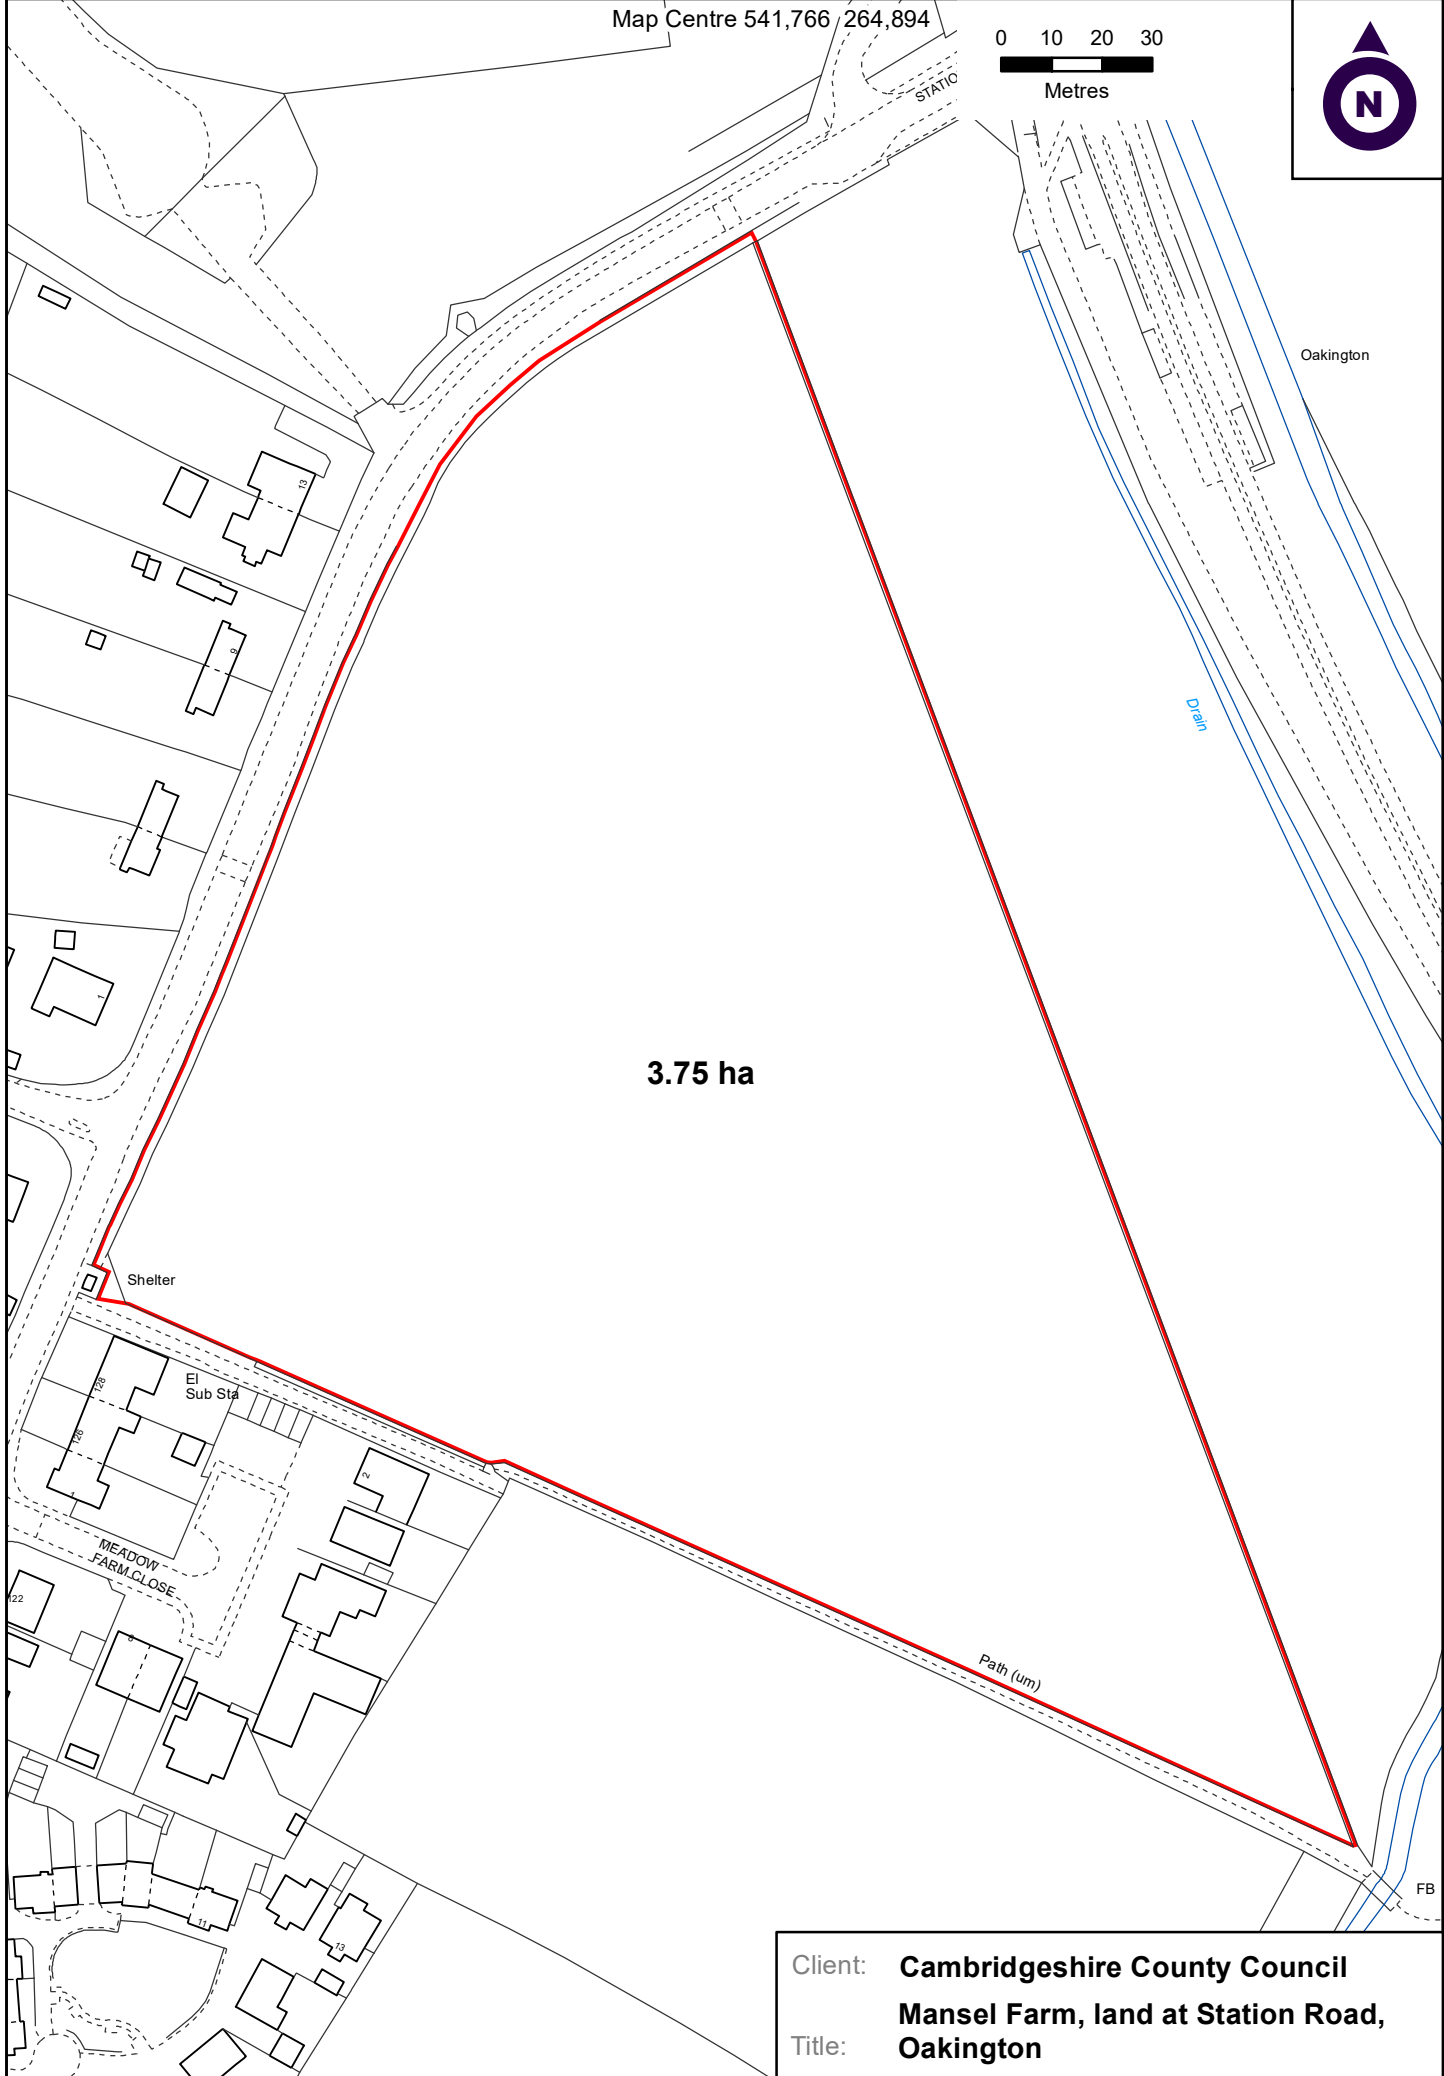 Map Centre 541,766 264,894
0 10 20 30
Metres
N
STATIO
Oakington
13
9
Drain
1
3.75 ha
Shelter
El
Sub Sta
128
126
2
1
MEADOW
FARM CLOSE
122
8
Path (um)
FB
11
13
Client: Cambridgeshire County Council
Title: Mansel Farm, land at Station Road,
Oakington